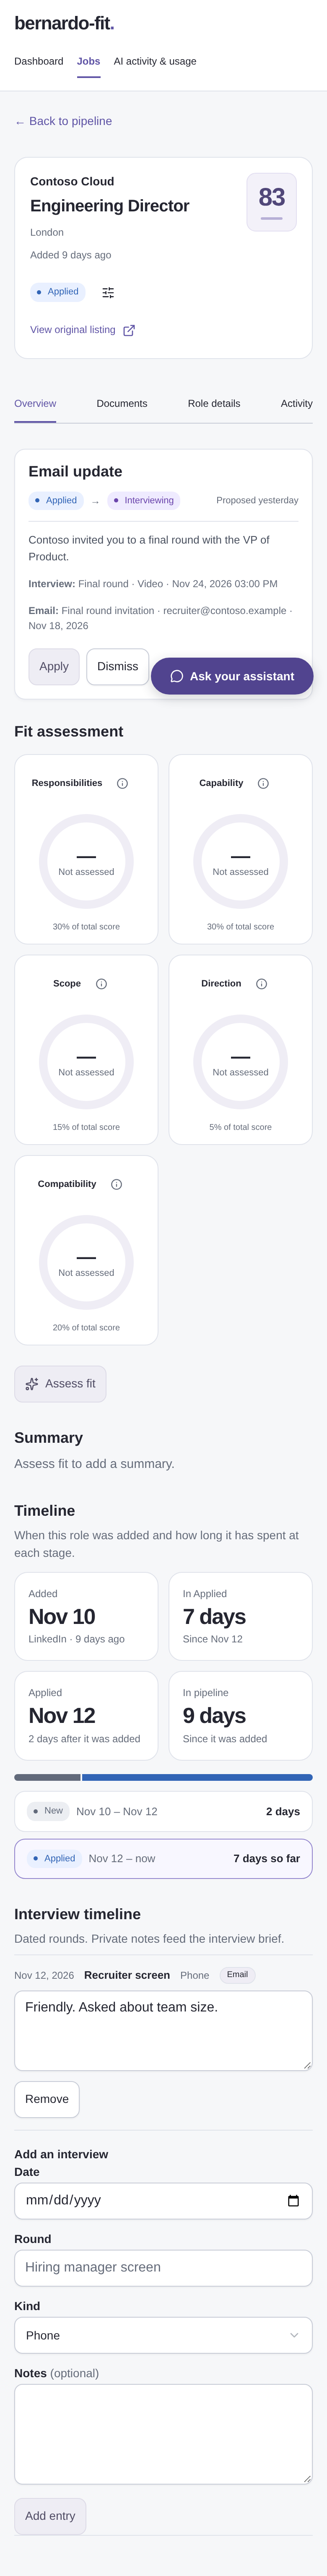 bernardo-fit.
Dashboard Jobs AI activity & usage
← Back to pipeline
Contoso Cloud
Engineering Director
83
London
Added 9 days ago
Applied
View original listing
Overview Documents Role details Activity
Email update
Applied → Interviewing Proposed yesterday
Contoso invited you to a final round with the VP of
Product.
Interview: Final round · Video · Nov 24, 2026 03:00 PM
Email: Final round invitation · recruiter@contoso.example ·
Nov 18, 2026
Apply Dismiss Ask your assistant
Fit assessment
Responsibilities Capability
— —
Not assessed Not assessed
30% of total score 30% of total score
Scope Direction
— —
Not assessed Not assessed
15% of total score 5% of total score
Compatibility
—
Not assessed
20% of total score
Assess fit
Summary
Assess fit to add a summary.
Timeline
When this role was added and how long it has spent at
each stage.
Added In Applied
Nov 10 7 days
LinkedIn · 9 days ago Since Nov 12
Applied In pipeline
Nov 12 9 days
2 days after it was added Since it was added
New Nov 10 – Nov 12 2 days
Applied Nov 12 – now 7 days so far
Interview timeline
Dated rounds. Private notes feed the interview brief.
Nov 12, 2026 Recruiter screen Phone Email
Friendly. Asked about team size.
Remove
Add an interview
Date
mm/dd/yyyy
Round
Hiring manager screen
Kind
Phone
Notes (optional)
Add entry